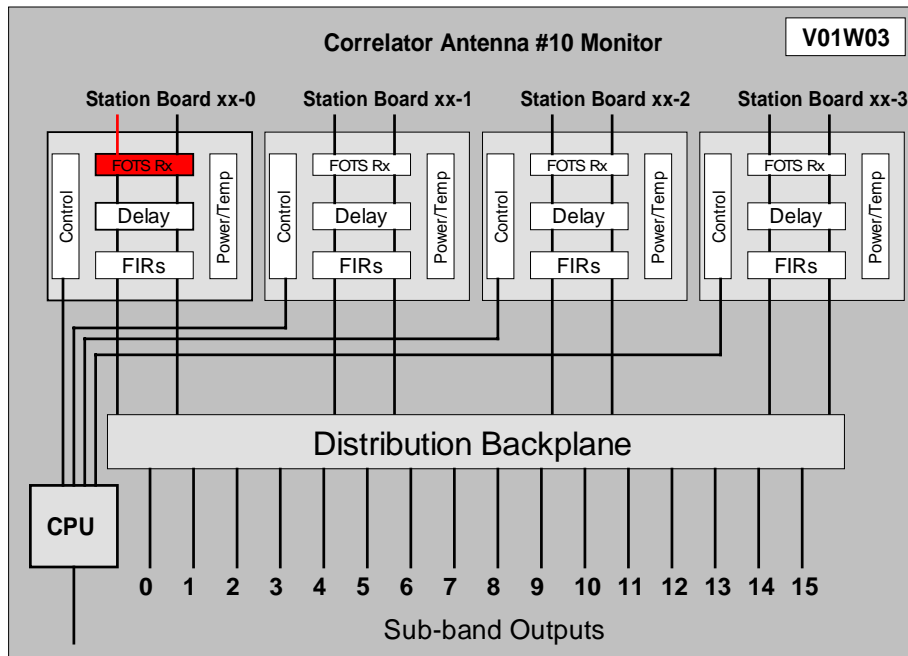 Correlator Antenna #10 Monitor
V01W03
Station Board xx-0
Station Board xx-1
Station Board xx-2
Station Board xx-3
Control
FOTS Rx
Delay
FIRs
Power/Temp
Control
FOTS Rx
Delay
FIRs
Power/Temp
Control
FOTS Rx
Delay
FIRs
Power/Temp
Control
FOTS Rx
Delay
FIRs
Power/Temp
Distribution Backplane
CPU
0 1 2 3 4 5 6 7 8 9 10 11 12 13 14 15
Sub-band Outputs